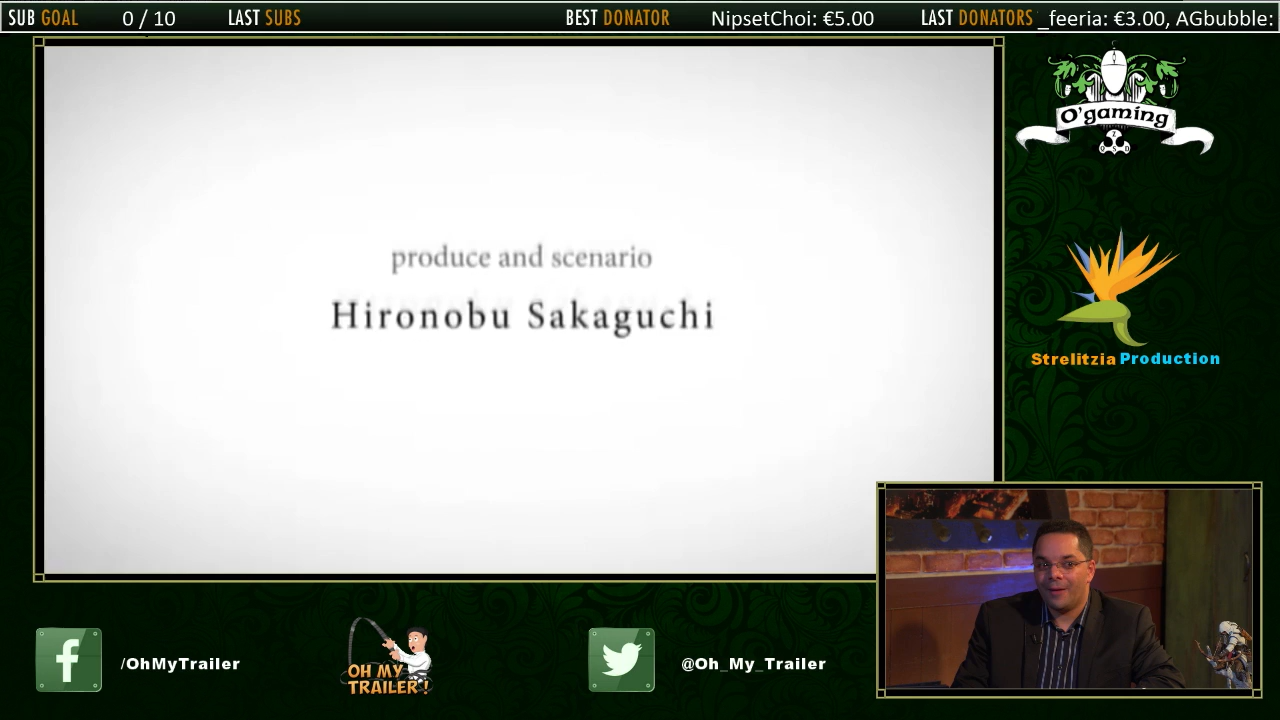 SUB GOAL 0 / 10 LAST SUBS BEST DONATOR NipsetChoi: €5.00 LAST DONATORS _feeria: €3.00, AGbubble:
O'gaming
Z
Q S D
produce and scenario
Hironobu Sakaguchi
Strelitzia Production
/OhMyTrailer
OH MY
TRAILER!
@Oh_My_Trailer